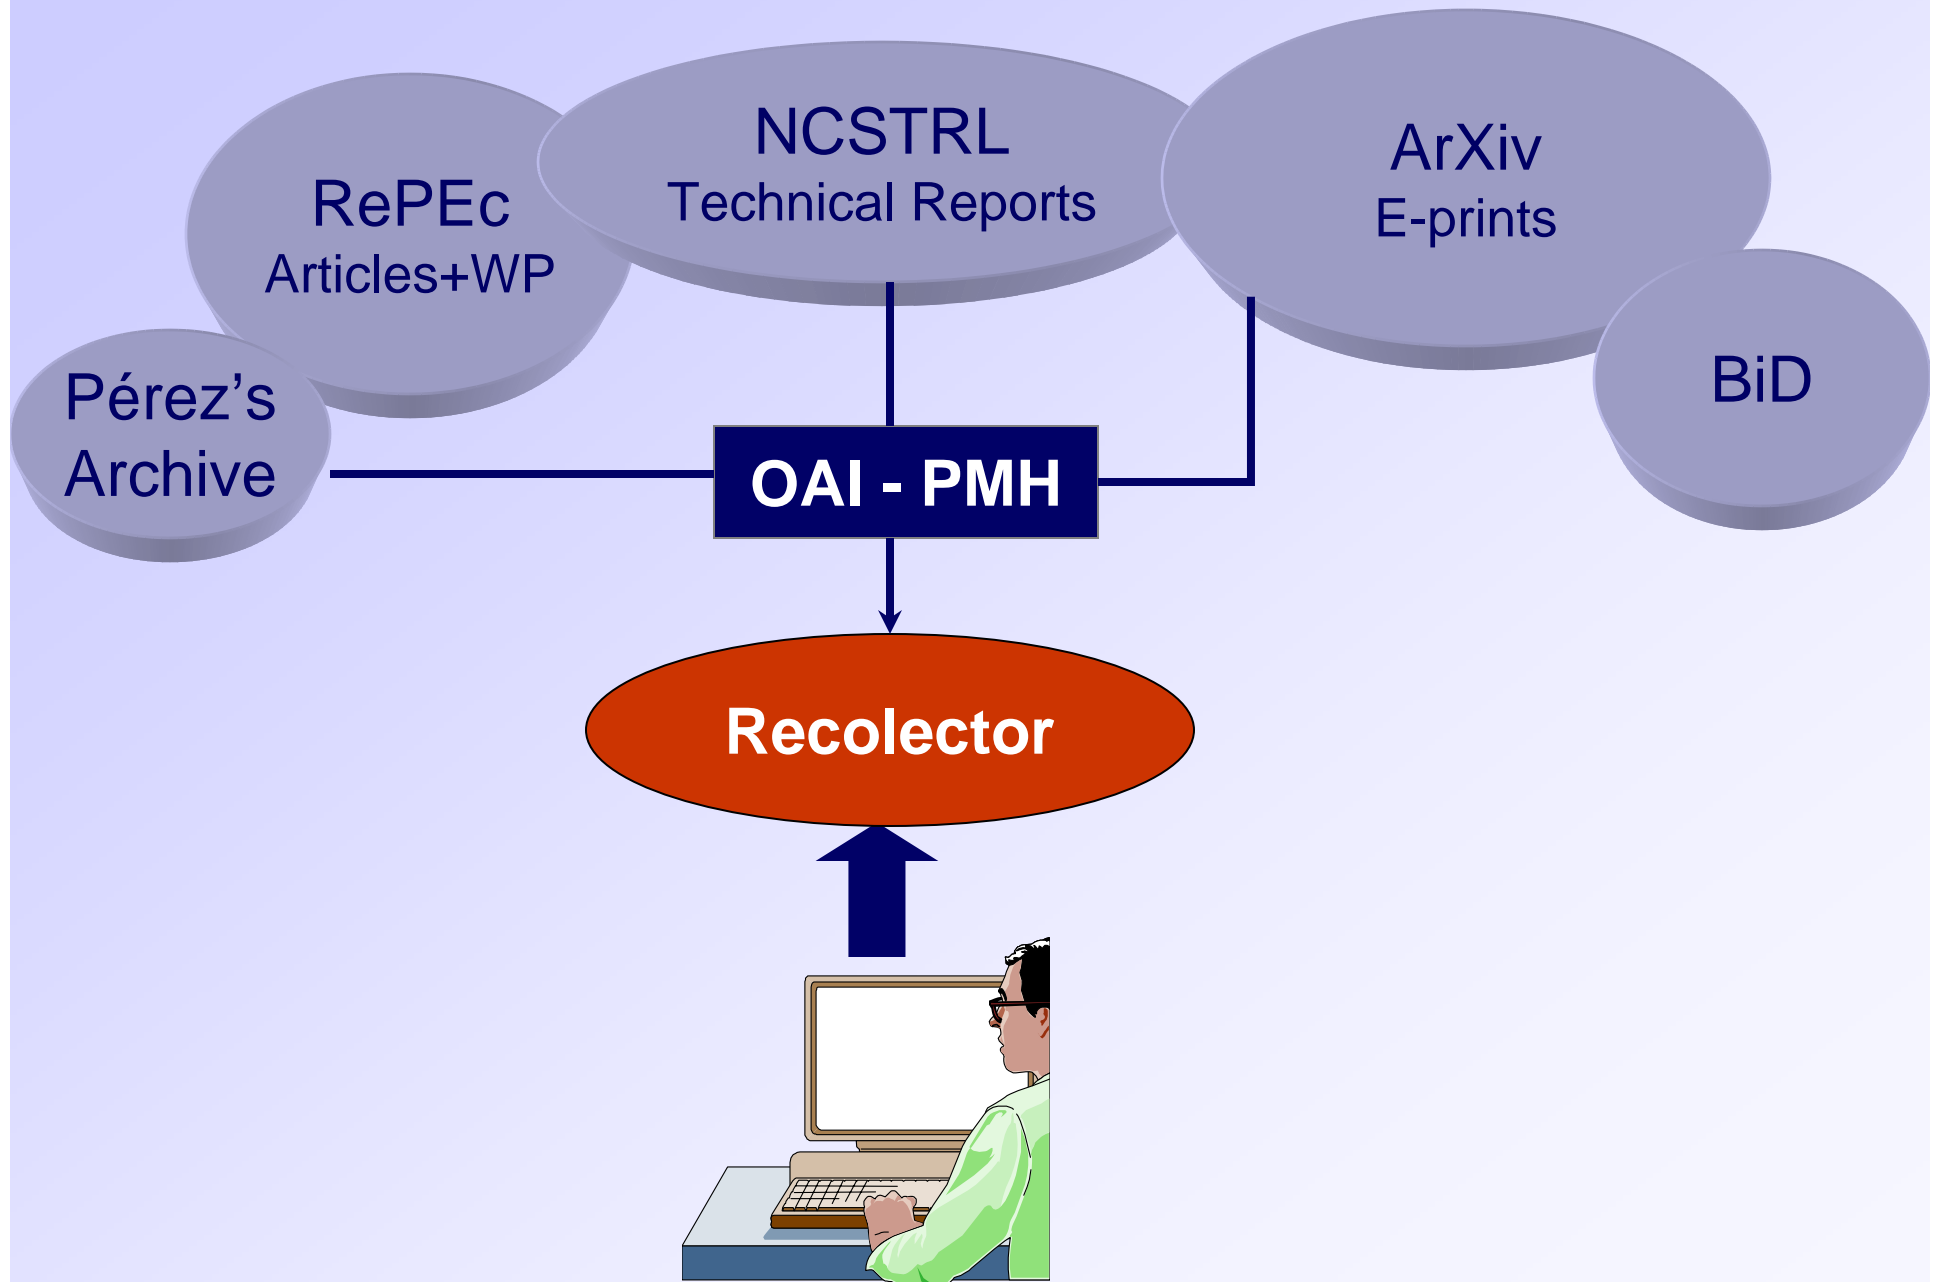 NCSTRL
Technical Reports
ArXiv
E-prints
RePEc
Articles+WP
Pérez’s
Archive
BiD
OAI - PMH
Recolector